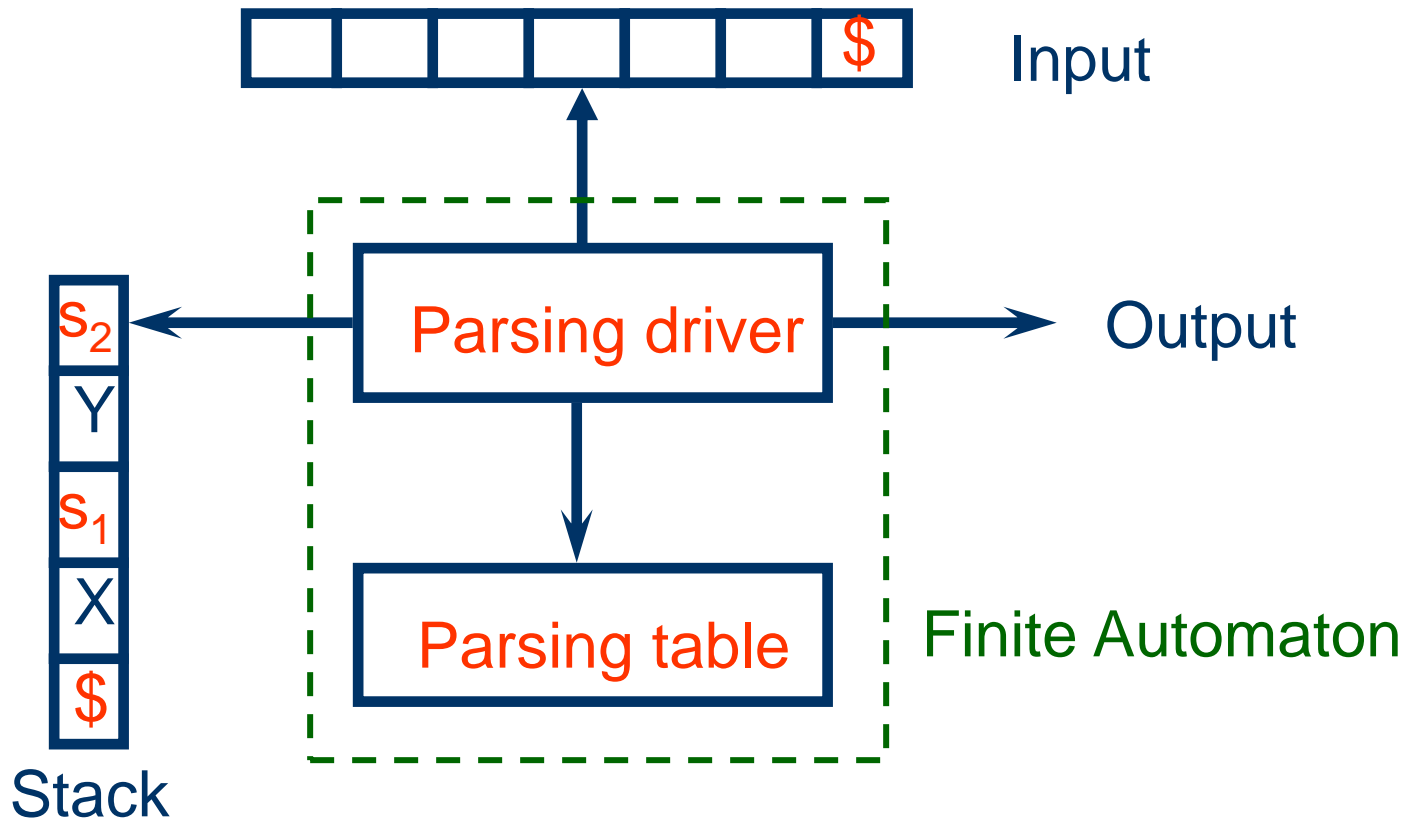 $
Input
s₂
Parsing driver
Output
Y
s₁
X
Parsing table
Finite Automaton
$
Stack